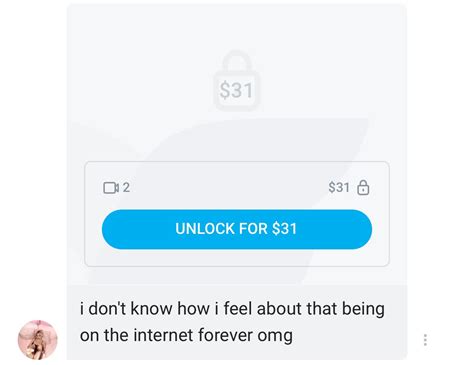 $31
2
$31
UNLOCK FOR $31
i don't know how i feel about that being
on the internet forever omg